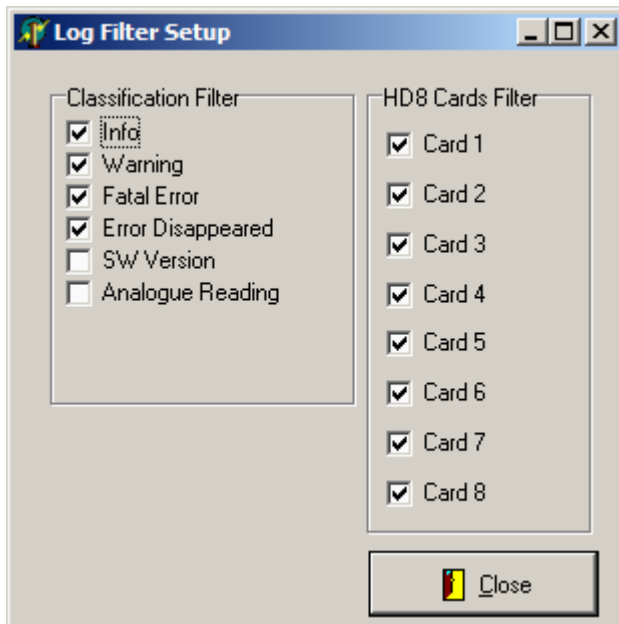 Log Filter Setup
Classification Filter
Info
Warning
Fatal Error
Error Disappeared
SW Version
Analogue Reading
HD8 Cards Filter
Card 1
Card 2
Card 3
Card 4
Card 5
Card 6
Card 7
Card 8
Close